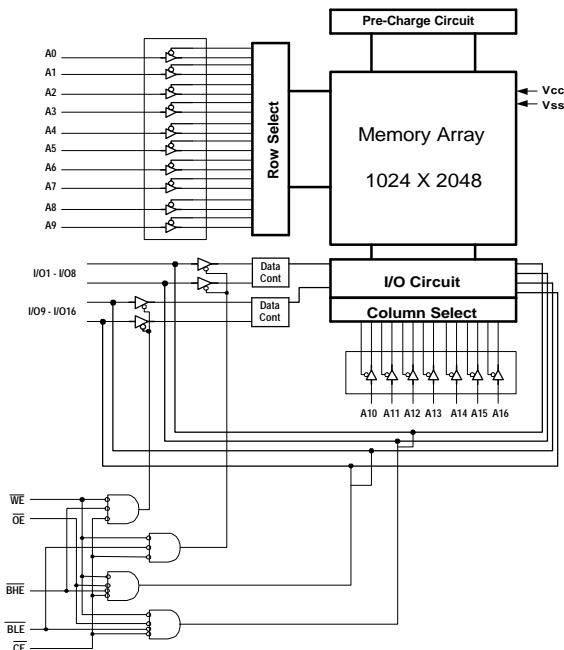 Pre-Charge Circuit
A0
A1
A2
A3
A4
A5
A6
A7
A8
A9
Row Select
Memory Array
1024 X 2048
Vcc
Vss
I/O1 - I/O8
I/O9 - I/O16
Data
Cont
Data
Cont
I/O Circuit
Column Select
A10 A11 A12 A13 A14 A15 A16
WE
OE
BHE
BLE
CE